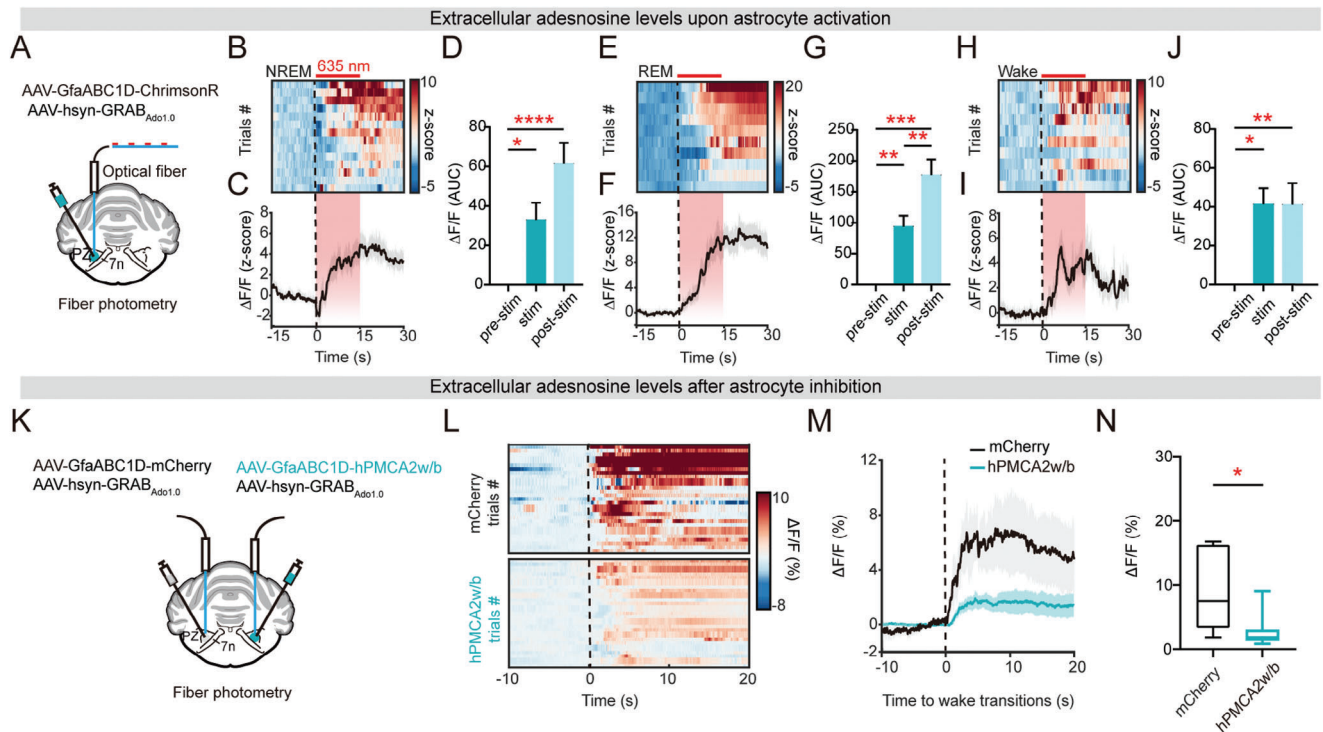 Extracellular adesnosine levels upon astrocyte activation
A
AAV-GfaABC1D-ChrimsonR
AAV-hsyn-GRABAdo1.0
Optical fiber
PZ
7n
Fiber photometry
B
NREM
635 nm
Trials #
10
z-score
-5
C
ΔF/F (z-score)
8
6
4
2
0
-2
-15
0
15
30
Time (s)
D
ΔF/F (AUC)
80
60
40
20
0
****
*
pre-stim
stim
post-stim
E
REM
Trials #
20
z-score
-5
F
ΔF/F (z-score)
16
12
8
4
0
-15
0
15
30
Time (s)
G
ΔF/F (AUC)
250
200
150
100
50
0
***
**
**
pre-stim
stim
post-stim
H
Wake
Trials #
10
z-score
-5
I
ΔF/F (z-score)
8
6
4
2
0
-2
-15
0
15
30
Time (s)
J
ΔF/F (AUC)
80
60
40
20
0
**
*
pre-stim
stim
post-stim
Extracellular adesnosine levels after astrocyte inhibition
K
AAV-GfaABC1D-mCherry
AAV-hsyn-GRABAdo1.0
AAV-GfaABC1D-hPMCA2w/b
AAV-hsyn-GRABAdo1.0
PZ
7n
Fiber photometry
L
mCherry
trials #
hPMCA2w/b
trials #
10
ΔF/F (%)
-8
-10
0
10
20
Time (s)
M
mCherry
hPMCA2w/b
ΔF/F (%)
12
8
4
0
-2
-10
0
10
20
Time to wake transitions (s)
N
ΔF/F (%)
30
20
10
0
*
mCherry
hPMCA2w/b